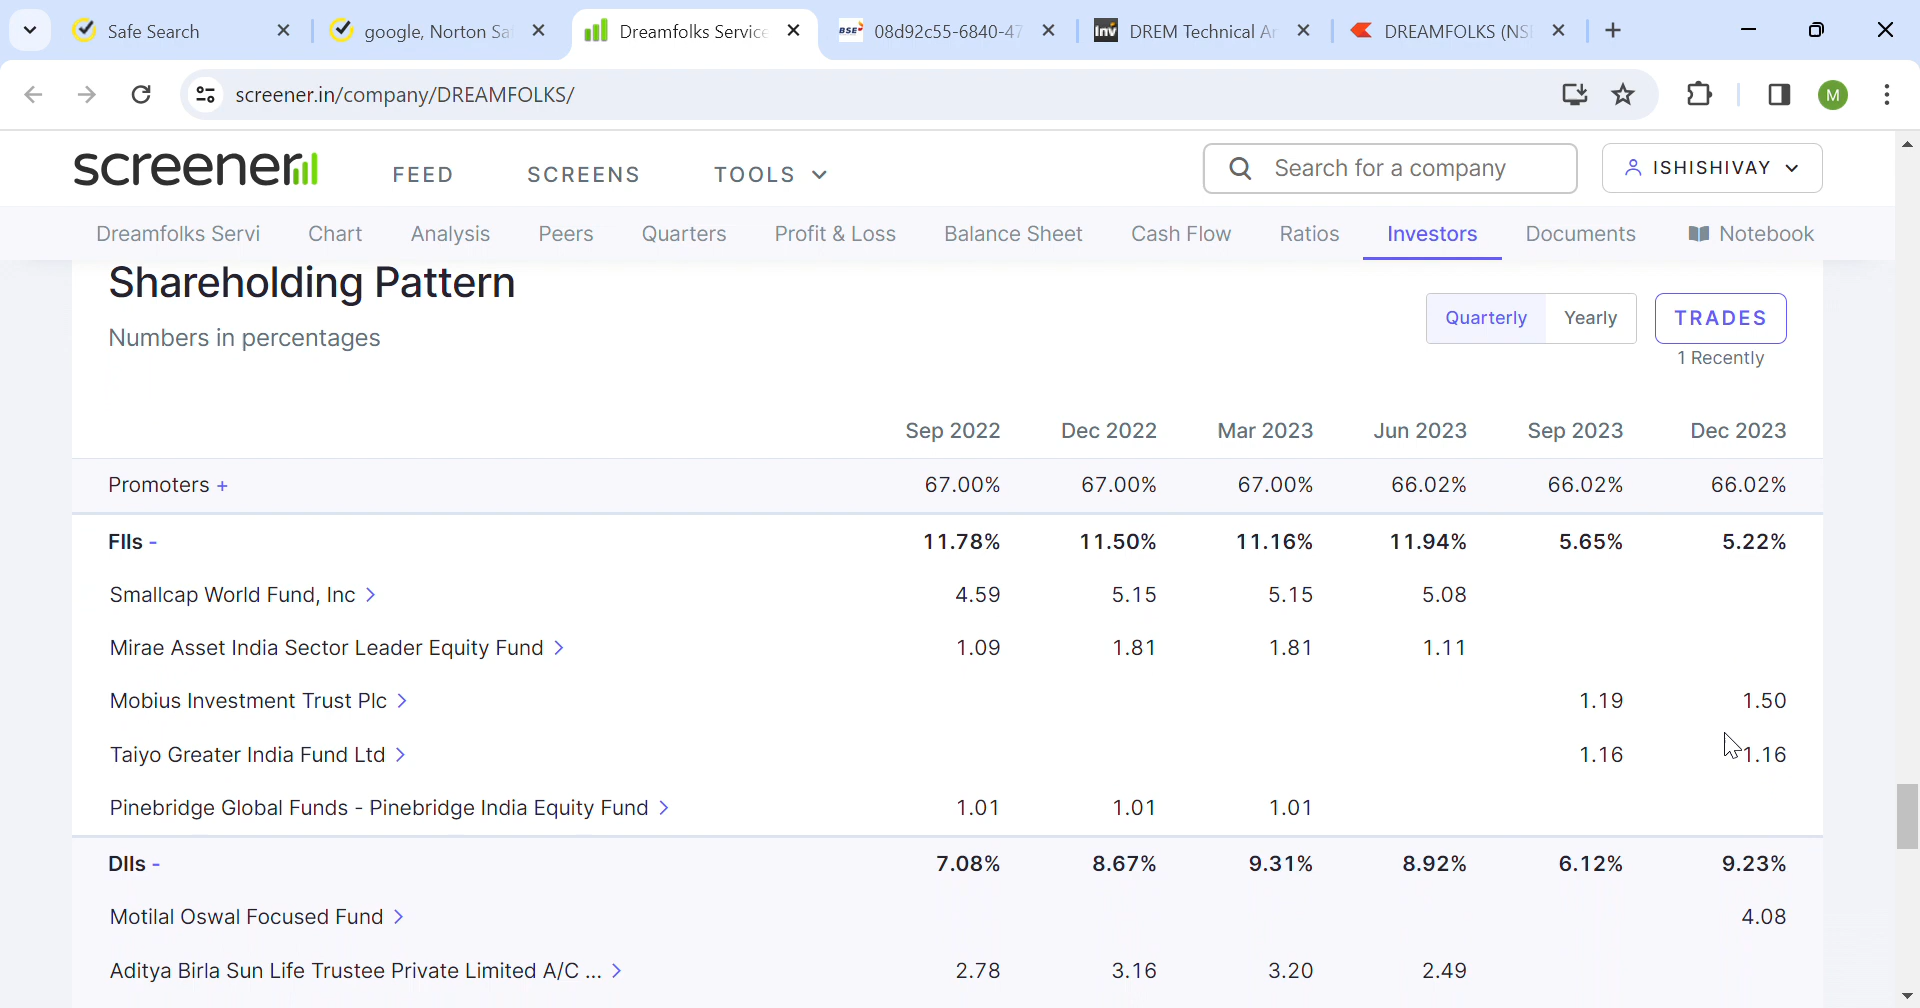 Safe Search
google, Norton Sa
Dreamfolks Service
BSE 08d92c55-6840-47
Inv DREM Technical An
DREAMFOLKS (NSE
screener.in/company/DREAMFOLKS/
M
screener
FEED
SCREENS
TOOLS
Search for a company
ISHISHIVAY
Dreamfolks Servi
Chart
Analysis
Peers
Quarters
Profit & Loss
Balance Sheet
Cash Flow
Ratios
Investors
Documents
Notebook
Shareholding Pattern
Numbers in percentages
Quarterly
Yearly
TRADES
1 Recently
Sep 2022 Dec 2022 Mar 2023 Jun 2023 Sep 2023 Dec 2023
Promoters + 67.00% 67.00% 67.00% 66.02% 66.02% 66.02%
FIIs - 11.78% 11.50% 11.16% 11.94% 5.65% 5.22%
Smallcap World Fund, Inc 4.59 5.15 5.15 5.08
Mirae Asset India Sector Leader Equity Fund 1.09 1.81 1.81 1.11
Mobius Investment Trust Plc 1.19 1.50
Taiyo Greater India Fund Ltd 1.16 1.16
Pinebridge Global Funds - Pinebridge India Equity Fund 1.01 1.01 1.01
DIIs - 7.08% 8.67% 9.31% 8.92% 6.12% 9.23%
Motilal Oswal Focused Fund 4.08
Aditya Birla Sun Life Trustee Private Limited A/C ... 2.78 3.16 3.20 2.49